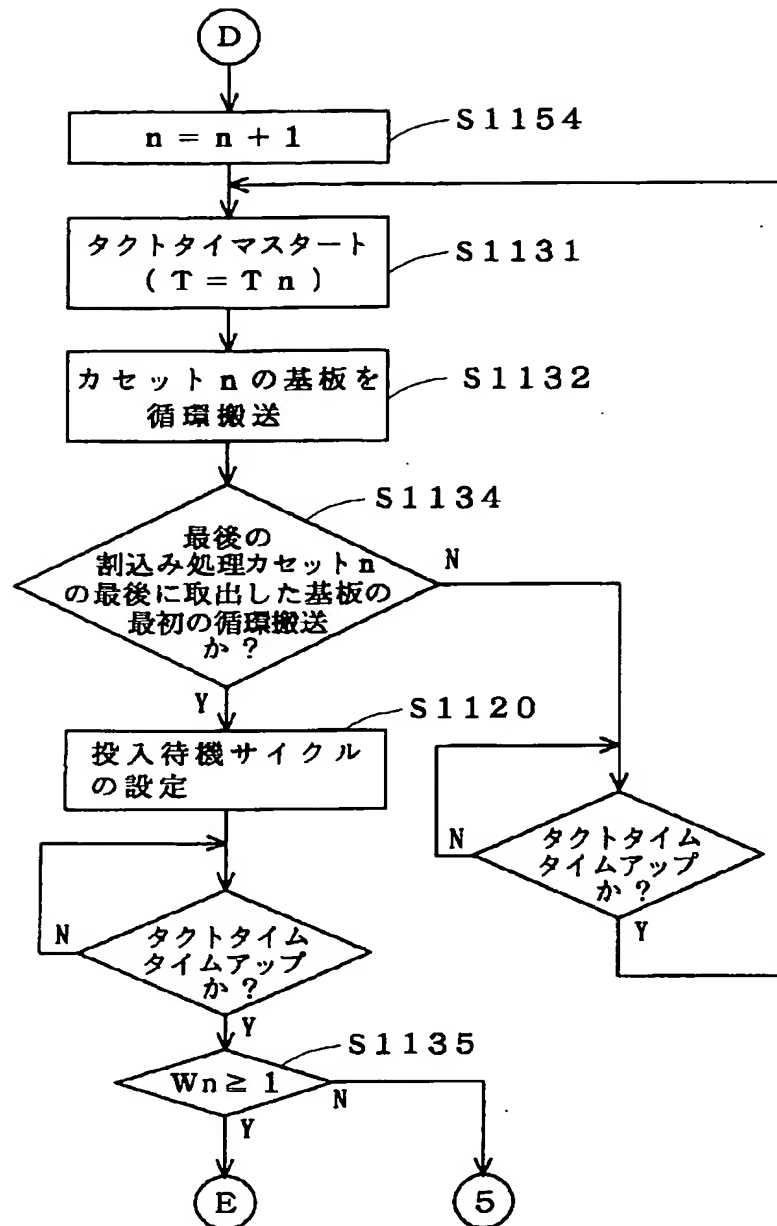 D
n = n + 1
S1154
タクトタイマスタート
( T = T n )
S1131
カセットnの基板を
循環搬送
S1132
S1134
最後の
割込み処理カセットn
の最後に取出した基板の
最初の循環搬送
か？
N
Y
S1120
投入待機サイクル
の設定
N
タクトタイム
タイムアップ
か？
Y
N
タクトタイム
タイムアップ
か？
Y
S1135
Wn ≧ 1
N
Y
E
5